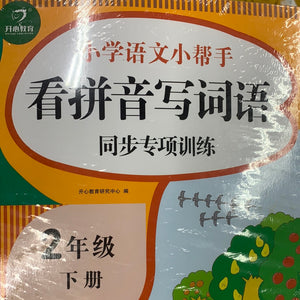 开心教育
小学语文小帮手
看拼音写词语
同步专项训练
开心教育研究中心 编
2年级
下册